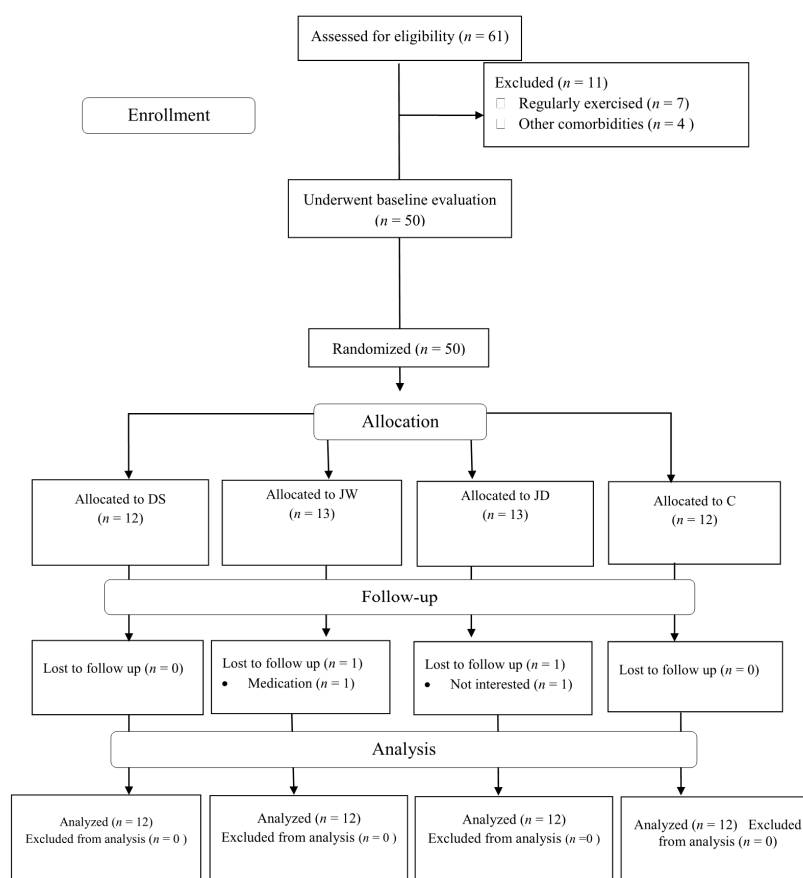 Assessed for eligibility (n = 61)
Excluded (n = 11)
☐ Regularly exercised (n = 7)
☐ Other comorbidities (n = 4 )
Enrollment
Underwent baseline evaluation
(n = 50)
Randomized (n = 50)
Allocation
Allocated to DS
(n = 12)
Allocated to JW
(n = 13)
Allocated to JD
(n = 13)
Allocated to C
(n = 12)
Follow-up
Lost to follow up (n = 0)
Lost to follow up (n = 1)
• Medication (n = 1)
Lost to follow up (n = 1)
• Not interested (n = 1)
Lost to follow up (n = 0)
Analysis
Analyzed (n = 12)
Excluded from analysis (n = 0 )
Analyzed (n = 12)
Excluded from analysis (n = 0 )
Analyzed (n = 12)
Excluded from analysis (n =0 )
Analyzed (n = 12) Excluded
from analysis (n = 0)